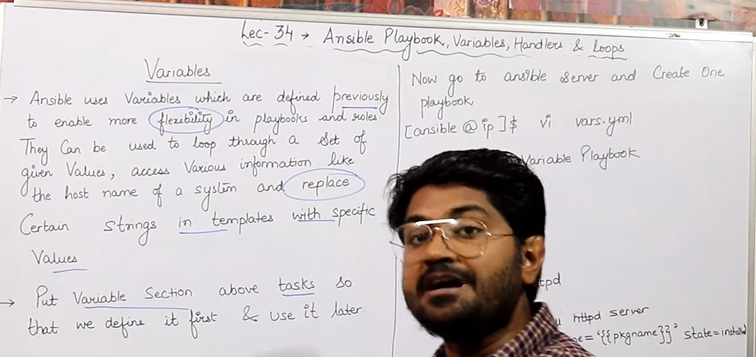 Lec-34 → Ansible Playbook, Variables, Handlers & Loops
Variables
→ Ansible uses Variables which are defined previously
to enable more flexibility in playbooks and roles
They Can be used to loop through a Set of
given Values, access Various information like
the host name of a system and replace
Certain strings in templates with specific
Values
→ Put Variable Section above tasks so
that we define it first & use it later
Now go to ansible Server and Create One
playbook
[ansible @ ip ]$ vi vars.yml
Variable Playbook
httpd server
'{{pkgname}}' state=